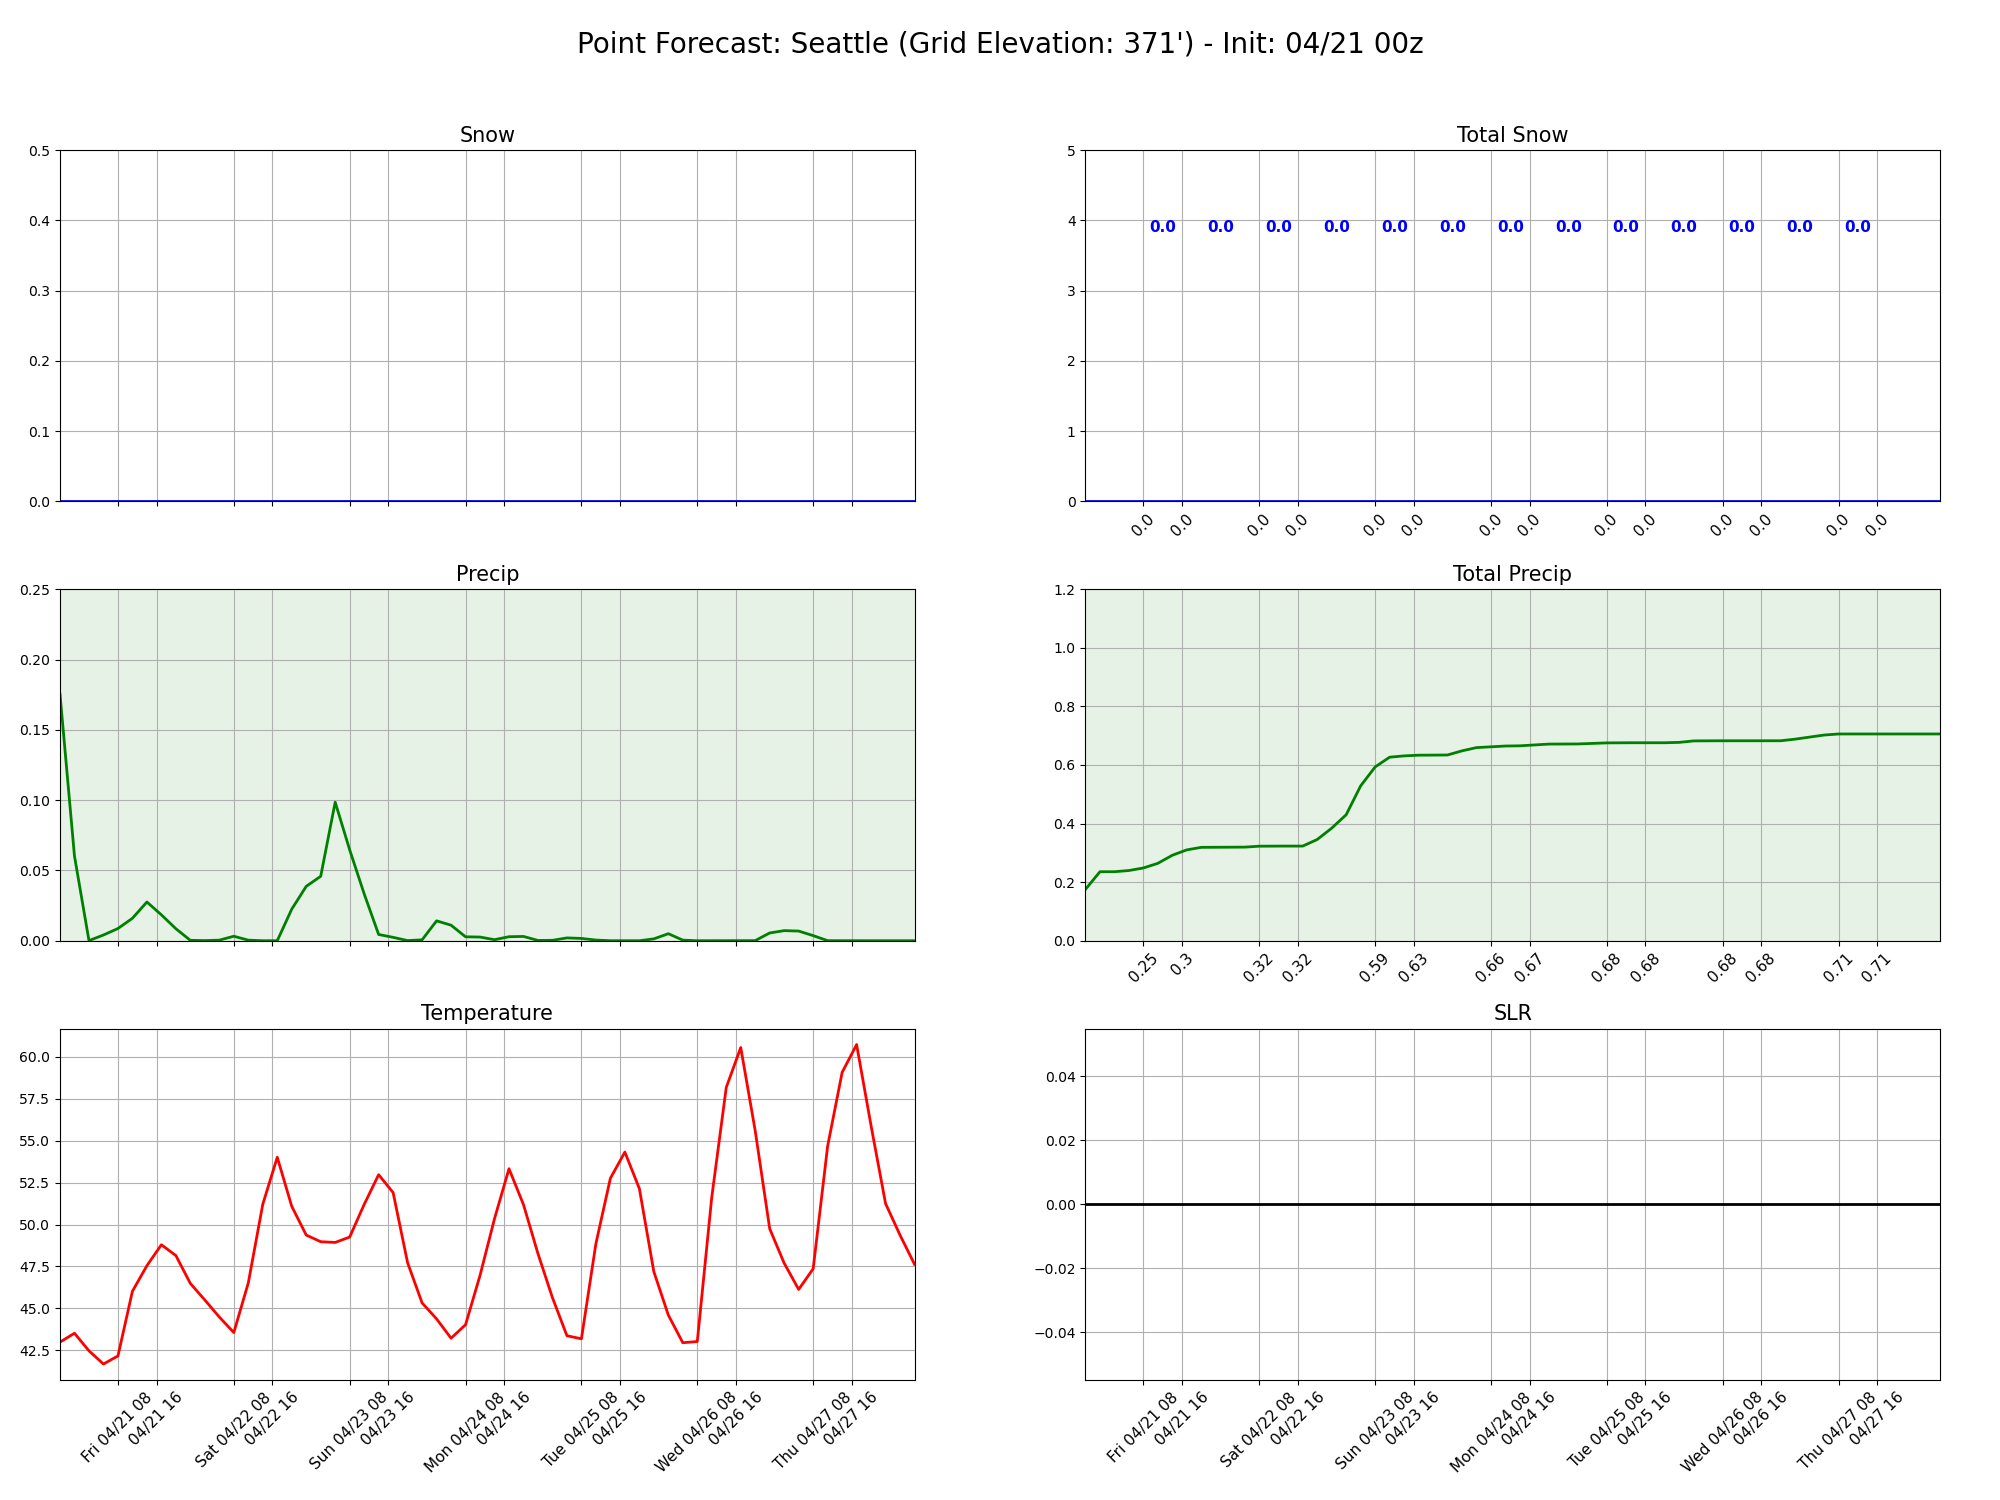 Point Forecast: Seattle (Grid Elevation: 371') - Init: 04/21 00z
Snow
0.5
0.4
0.3
0.2
0.1
0.0
Total Snow
5
4
3
2
1
0
0.0 0.0 0.0 0.0 0.0 0.0 0.0 0.0 0.0 0.0 0.0 0.0 0.0
0.0 0.0 0.0 0.0 0.0 0.0 0.0 0.0 0.0 0.0 0.0 0.0 0.0 0.0
Precip
0.25
0.20
0.15
0.10
0.05
0.00
Total Precip
1.2
1.0
0.8
0.6
0.4
0.2
0.0
0.25 0.3 0.32 0.32 0.59 0.63 0.66 0.67 0.68 0.68 0.68 0.68 0.71 0.71
Temperature
60.0
57.5
55.0
52.5
50.0
47.5
45.0
42.5
Fri 04/21 08
04/21 16
Sat 04/22 08
04/22 16
Sun 04/23 08
04/23 16
Mon 04/24 08
04/24 16
Tue 04/25 08
04/25 16
Wed 04/26 08
04/26 16
Thu 04/27 08
04/27 16
SLR
0.04
0.02
0.00
−0.02
−0.04
Fri 04/21 08
04/21 16
Sat 04/22 08
04/22 16
Sun 04/23 08
04/23 16
Mon 04/24 08
04/24 16
Tue 04/25 08
04/25 16
Wed 04/26 08
04/26 16
Thu 04/27 08
04/27 16